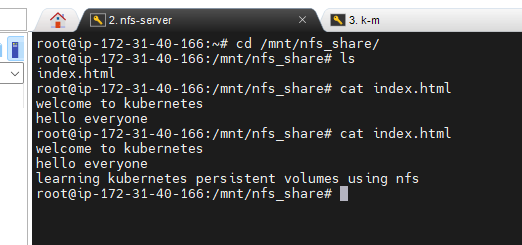 2. nfs-server
3. k-m
root@ip-172-31-40-166:~# cd /mnt/nfs_share/
root@ip-172-31-40-166:/mnt/nfs_share# ls
index.html
root@ip-172-31-40-166:/mnt/nfs_share# cat index.html
welcome to kubernetes
hello everyone
root@ip-172-31-40-166:/mnt/nfs_share# cat index.html
welcome to kubernetes
hello everyone
learning kubernetes persistent volumes using nfs
root@ip-172-31-40-166:/mnt/nfs_share#